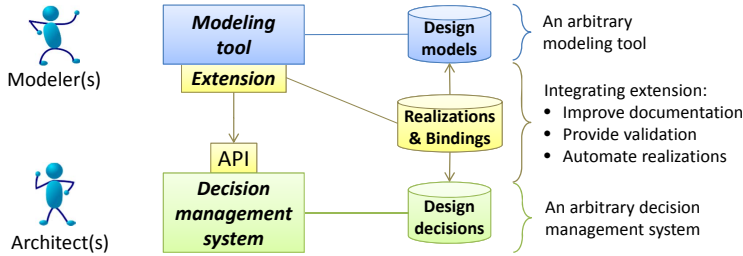 Modeler(s)
Modeling
tool
Extension
Design
models
An arbitrary
modeling tool
Realizations
& Bindings
Integrating extension:
• Improve documentation
• Provide validation
• Automate realizations
API
Architect(s)
Decision
management
system
Design
decisions
An arbitrary decision
management system